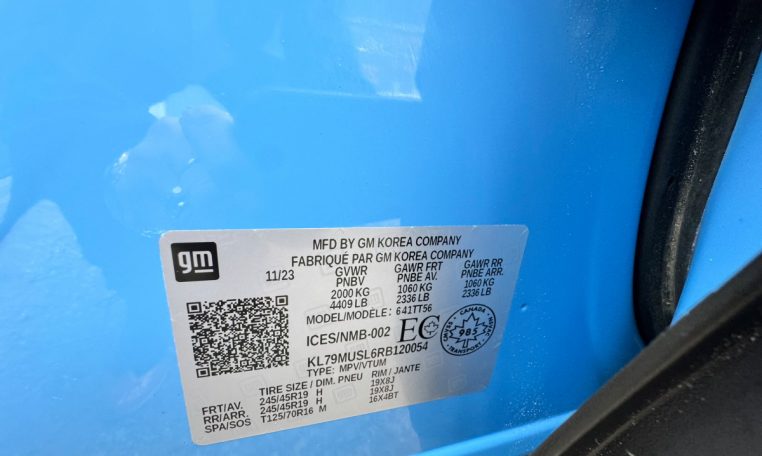 gm
MFD BY GM KOREA COMPANY
FABRIQUÉ PAR GM KOREA COMPANY
11/23 GVWR GAWR FRT GAWR RR
PNBV PNBE AV. PNBE ARR.
2000 KG 1060 KG 1060 KG
4409 LB 2336 LB 2336 LB
MODEL/MODÈLE: 641TT56
ICES/NMB-002 EC
CANADA
985
TRANSPORT
KL79MUSL6RB120054
TYPE: MPV/VTUM
TIRE SIZE / DIM. PNEU RIM / JANTE
FRT/AV. 245/45R19 H 19X8J
RR/ARR. 245/45R19 H 19X8J
SPA/SOS T125/70R16 M 16X4BT